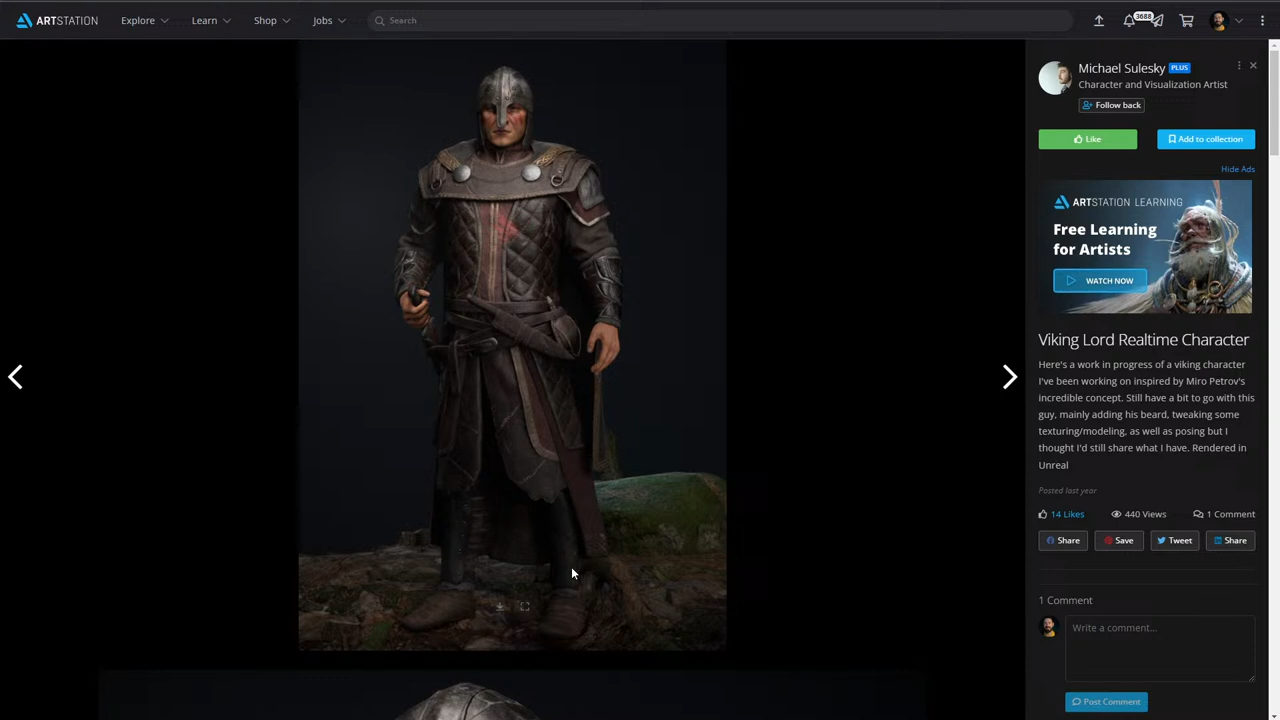 ARTSTATION Explore Learn Shop Jobs Search 3688
Michael Sulesky PLUS
Character and Visualization Artist
Follow back
Like Add to collection
Hide Ads
ARTSTATION LEARNING
Free Learning
for Artists
WATCH NOW
Viking Lord Realtime Character
Here's a work in progress of a viking character
I've been working on inspired by Miro Petrov's
incredible concept. Still have a bit to go with this
guy, mainly adding his beard, tweaking some
texturing/modeling, as well as posing but I
thought I'd still share what I have. Rendered in
Unreal
Posted last year
14 Likes 440 Views 1 Comment
Share Save Tweet Share
1 Comment
Write a comment...
Post Comment